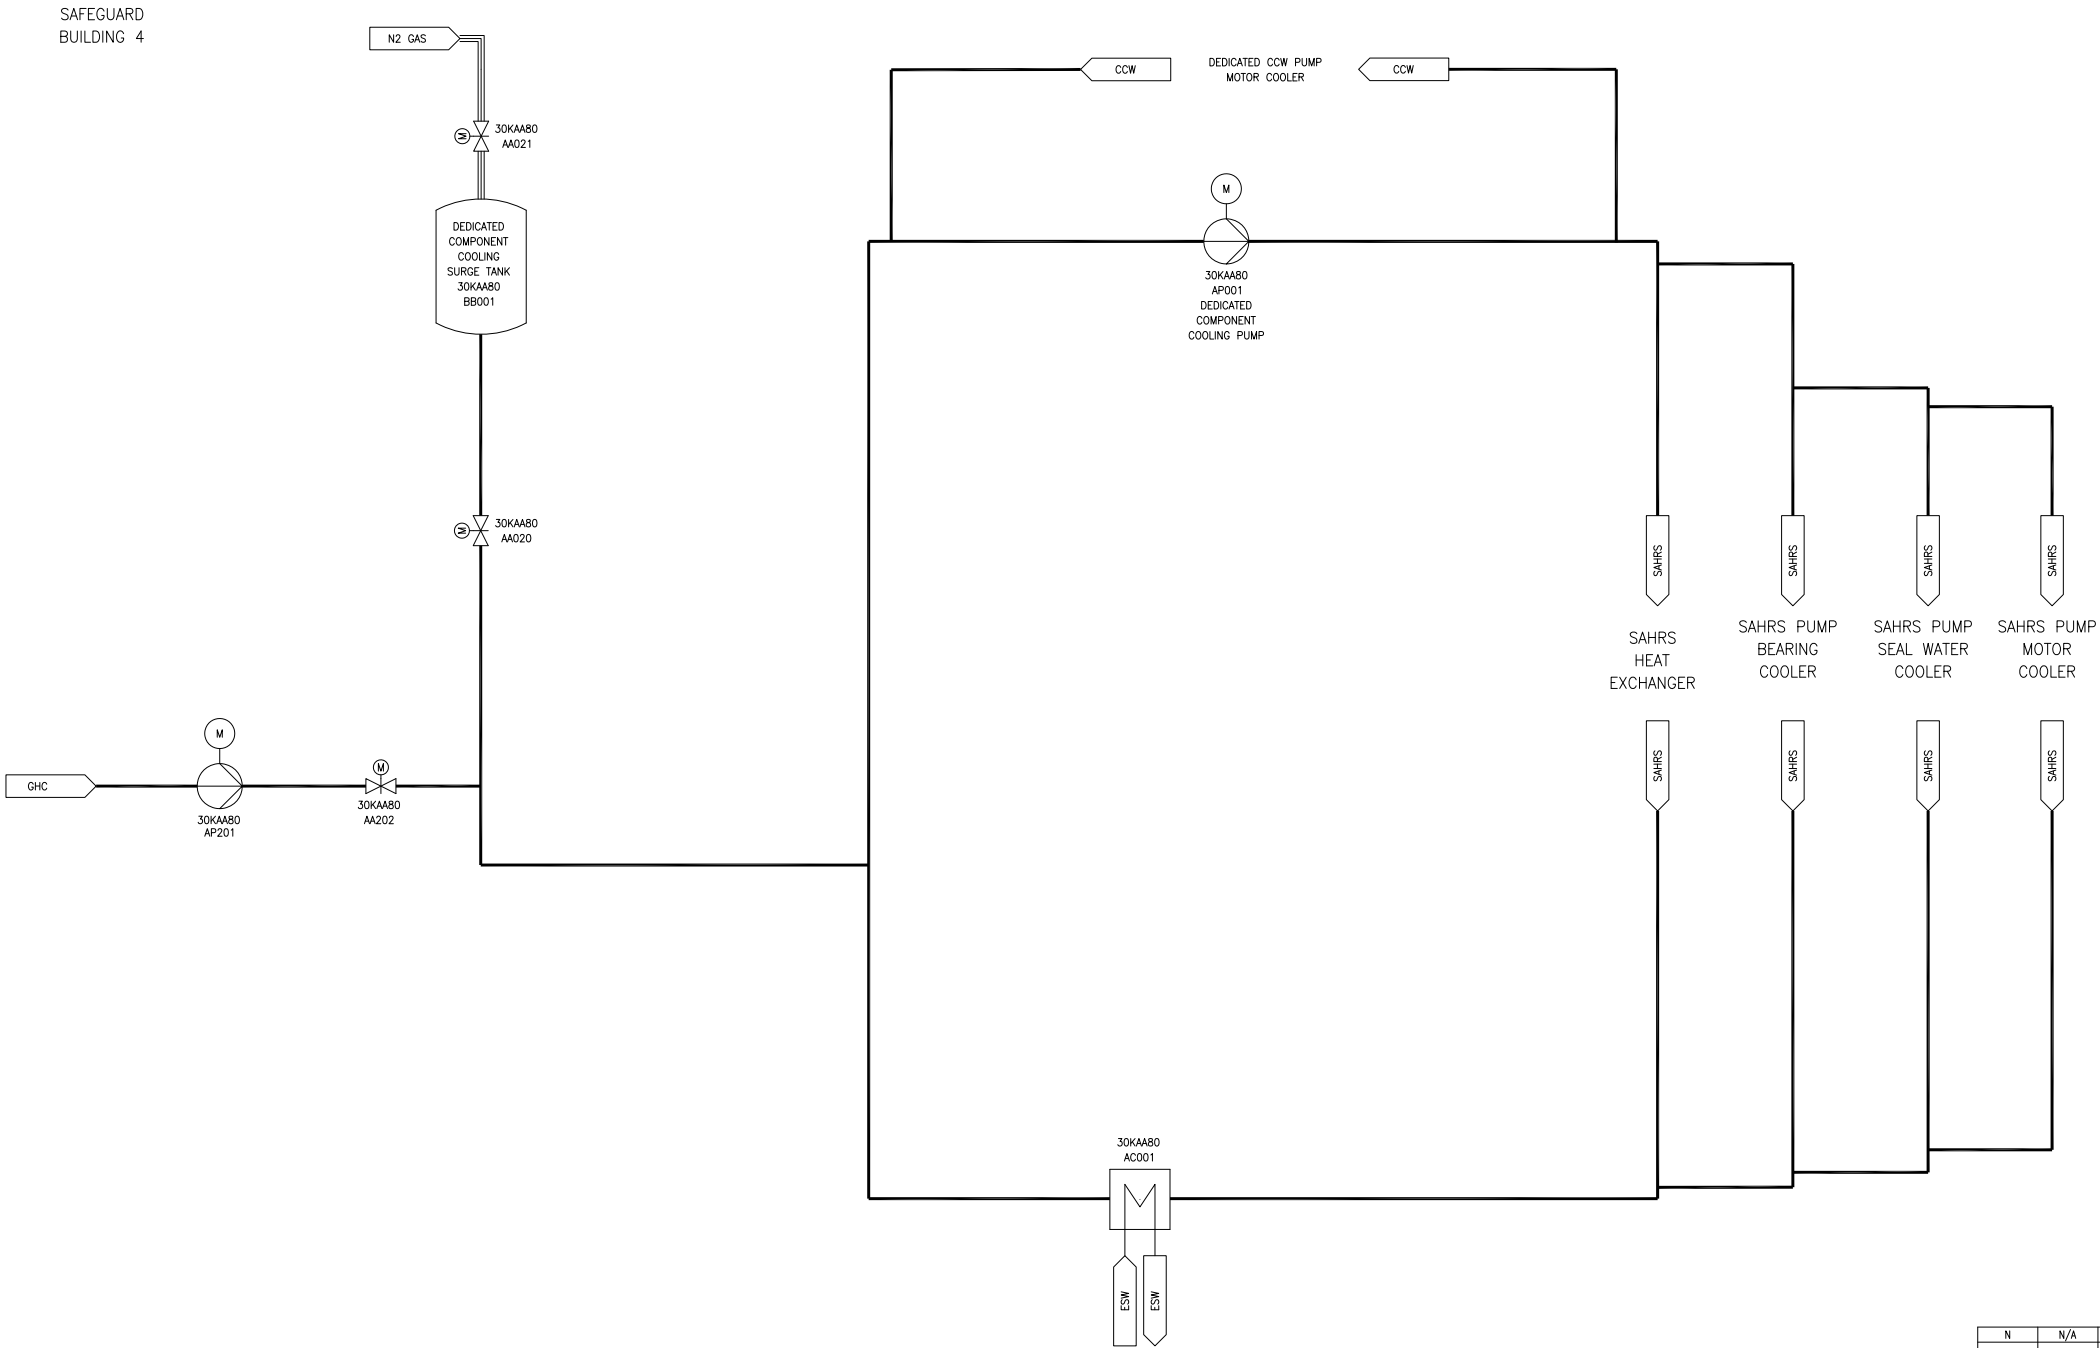 SAFEGUARD
BUILDING 4
N2 GAS
CCW
DEDICATED CCW PUMP
MOTOR COOLER
CCW
M
30KAA80
AA021
M
DEDICATED
COMPONENT
COOLING
SURGE TANK
30KAA80
BB001
30KAA80
AP001
DEDICATED
COMPONENT
COOLING PUMP
M
30KAA80
AA020
SAHRS
SAHRS
SAHRS
SAHRS
SAHRS
HEAT
EXCHANGER
SAHRS PUMP
BEARING
COOLER
SAHRS PUMP
SEAL WATER
COOLER
SAHRS PUMP
MOTOR
COOLER
M
M
GHC
30KAA80
AP201
30KAA80
AA202
SAHRS
SAHRS
SAHRS
SAHRS
30KAA80
AC001
ESW
ESW
N N/A